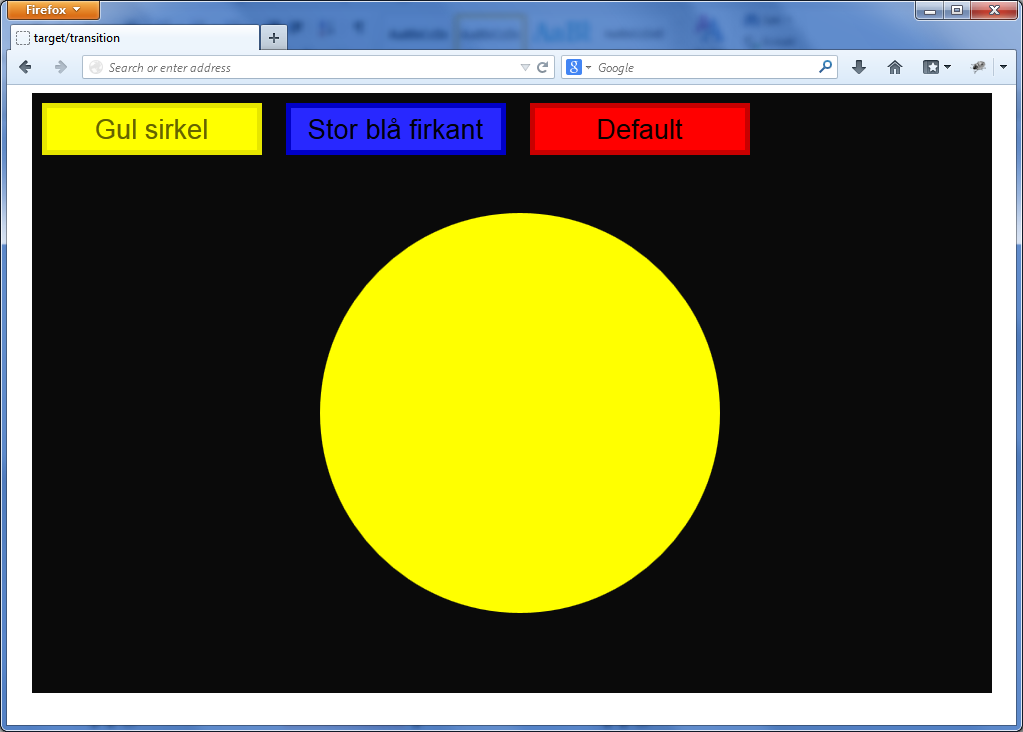 Firefox
target/transition
Search or enter address
Google
Gul sirkel
Stor blå firkant
Default